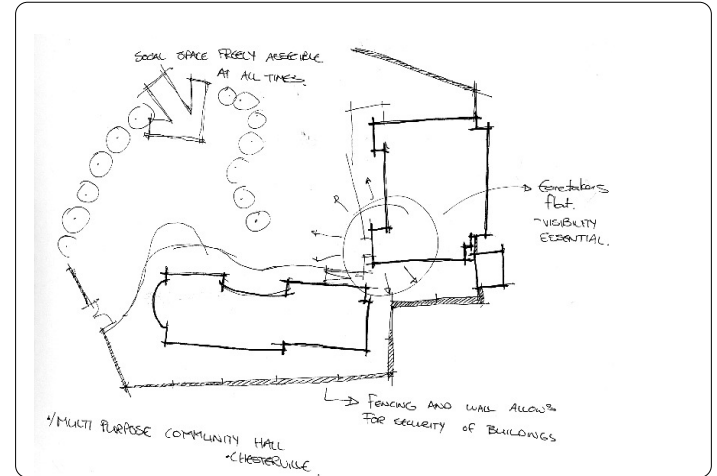 SOCIAL SPACE FREELY ACCESSIBLE
AT ALL TIMES.
Caretakers
flat.
-VISIBILITY
ESSENTIAL.
FENCING AND WALL ALLOWS
FOR SECURITY OF BUILDINGS
MULTI PURPOSE COMMUNITY HALL
•CHESTERVILLE.